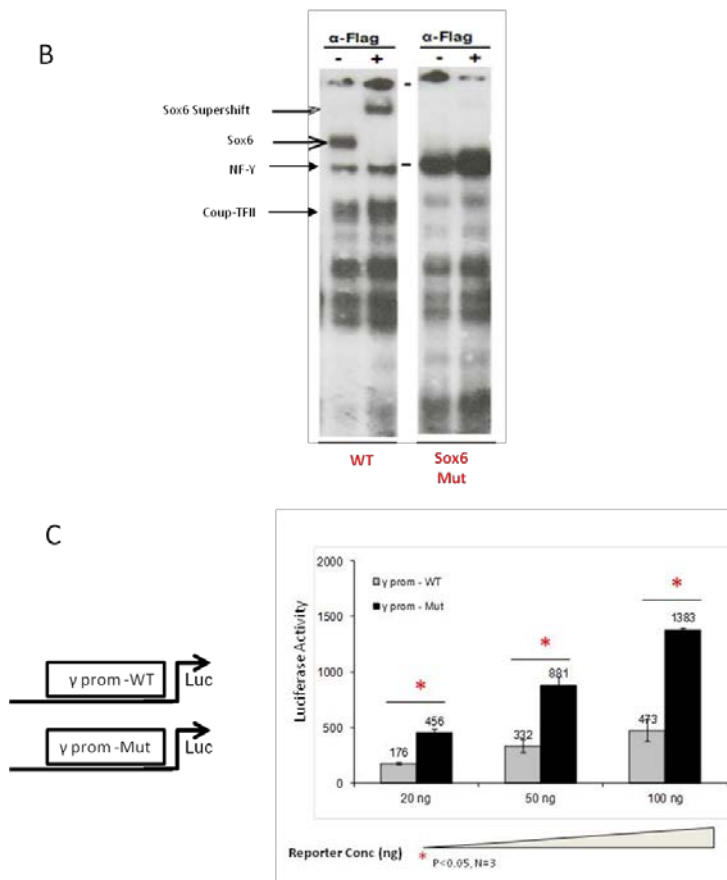 B
α-Flag α-Flag
- + - +
Sox6 Supershift
Sox6
NF-Y
Coup-TFII
WT
Sox6
Mut
C
γ prom -WT
Luc
γ prom -Mut
Luc
Luciferase Activity
2000
1500
1000
500
0
γ prom - WT
γ prom - Mut
*
*
*
176
456
332
881
473
1383
20 ng
50 ng
100 ng
Reporter Conc (ng)
* P<0.05, N=3